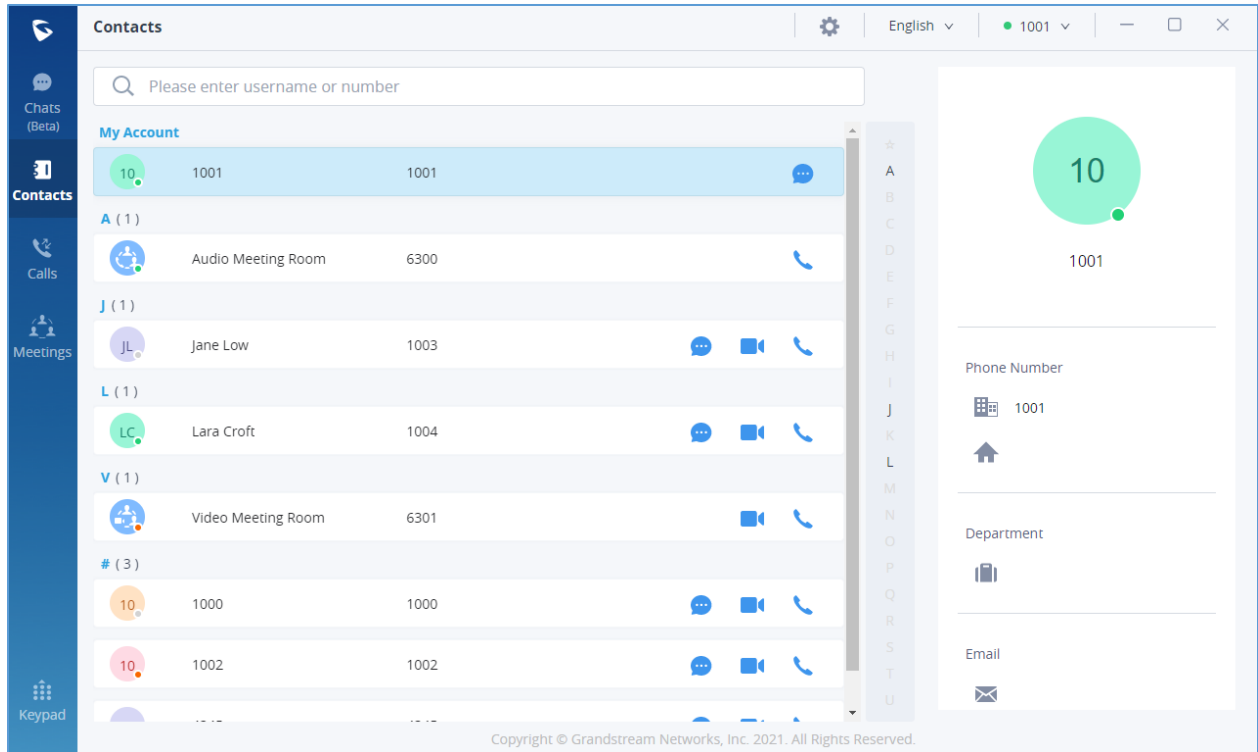 Contacts
English
1001
Chats
(Beta)
Contacts
Calls
Meetings
Keypad
Please enter username or number
My Account
10 1001 1001
A (1)
Audio Meeting Room 6300
J (1)
JL Jane Low 1003
L (1)
LC Lara Croft 1004
V (1)
Video Meeting Room 6301
# (3)
10 1000 1000
10 1002 1002
A
B
C
D
E
F
G
H
I
J
K
L
M
N
O
P
Q
R
S
T
U
10
1001
Phone Number
1001
Department
Email
Copyright © Grandstream Networks, Inc. 2021. All Rights Reserved.